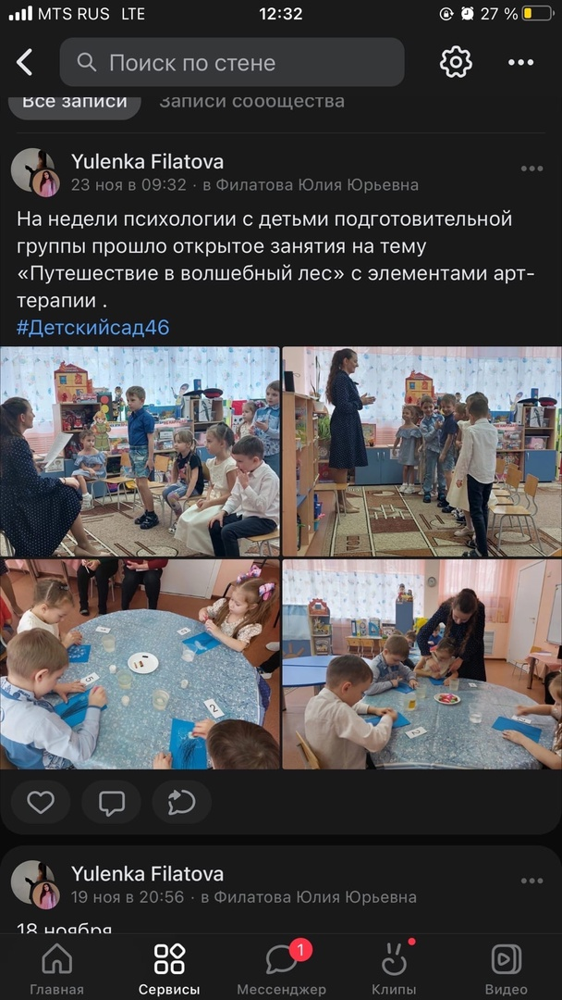 MTS RUS LTE 12:32 27 %
Поиск по стене
Все записи Записи сообщества
Yulenka Filatova
23 ноя в 09:32 · в Филатова Юлия Юрьевна
На недели психологии с детьми подготовительной
группы прошло открытое занятия на тему
«Путешествие в волшебный лес» с элементами арт-
терапии .
#Детскийсад46
5
2
2
Yulenka Filatova
19 ноя в 20:56 · в Филатова Юлия Юрьевна
18 ноября
1
Главная Сервисы Мессенджер Клипы Видео